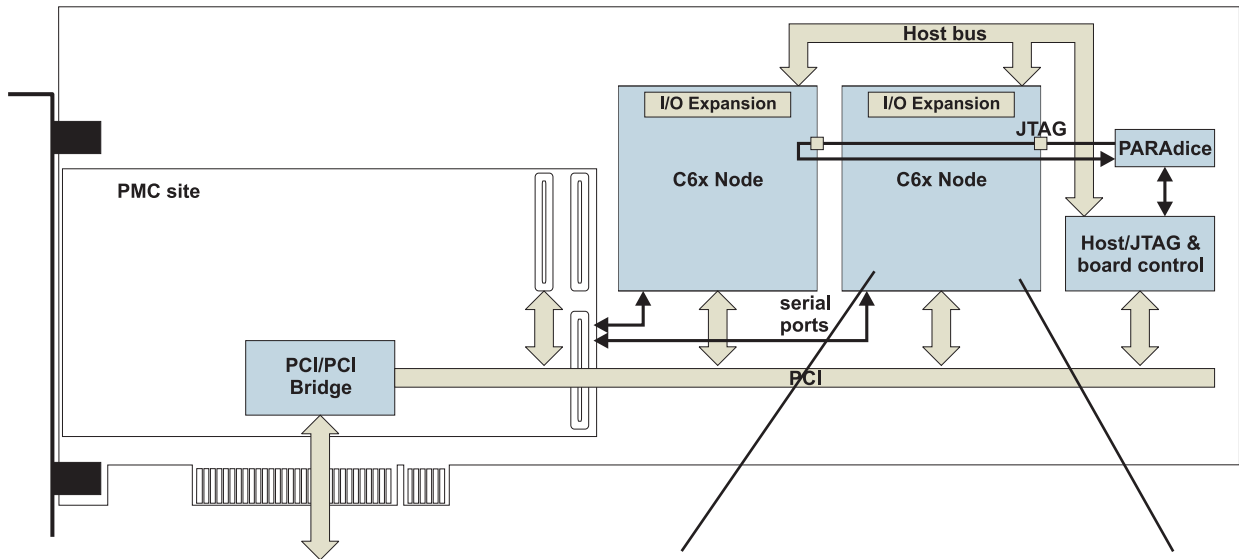 Host bus
I/O Expansion
I/O Expansion
JTAG
PARAdice
C6x Node
C6x Node
PMC site
Host/JTAG &
board control
serial
ports
PCI/PCI
Bridge
PCI